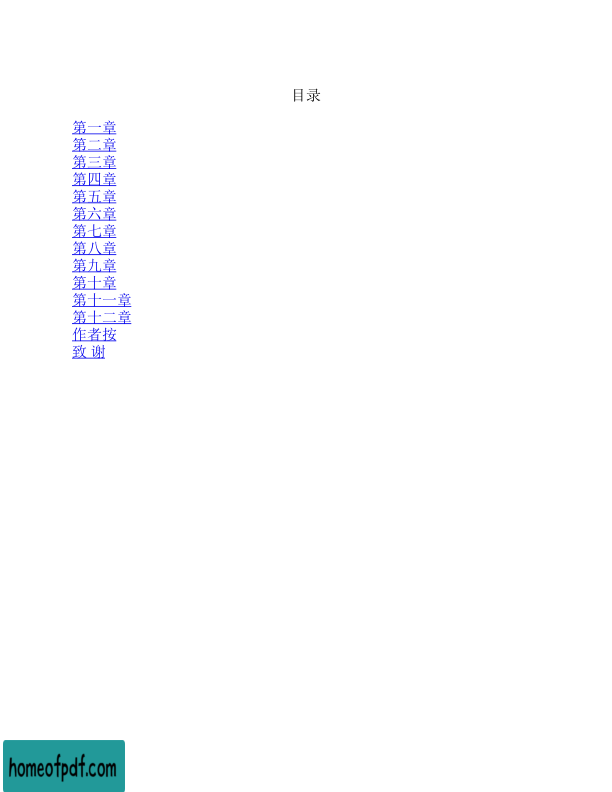 目录
第一章
第二章
第三章
第四章
第五章
第六章
第七章
第八章
第九章
第十章
第十一章
第十二章
作者按
致 谢
homeofpdf.com